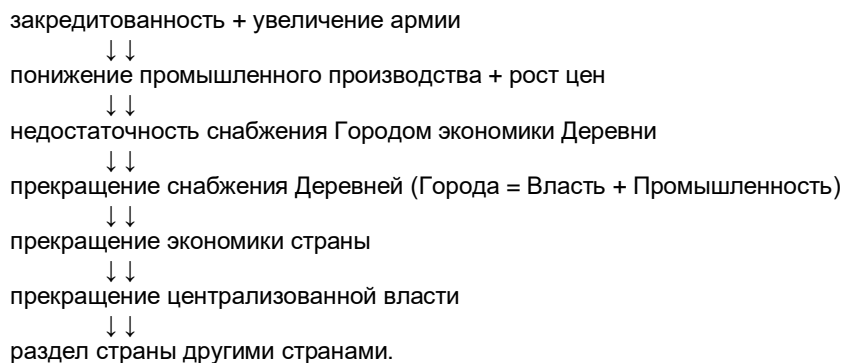 закредитованность + увеличение армии
↓↓
понижение промышленного производства + рост цен
↓↓
недостаточность снабжения Городом экономики Деревни
↓↓
прекращение снабжения Деревней (Города = Власть + Промышленность)
↓↓
прекращение экономики страны
↓↓
прекращение централизованной власти
↓↓
раздел страны другими странами.